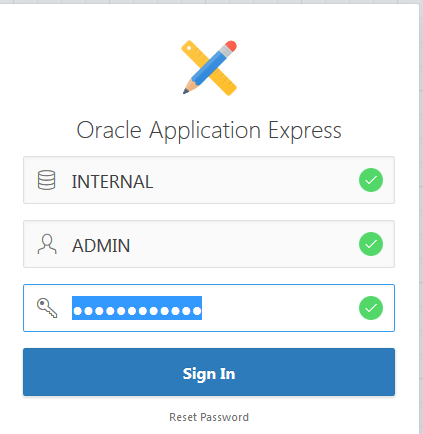 Oracle Application Express
INTERNAL
ADMIN
••••••••••••
Sign In
Reset Password